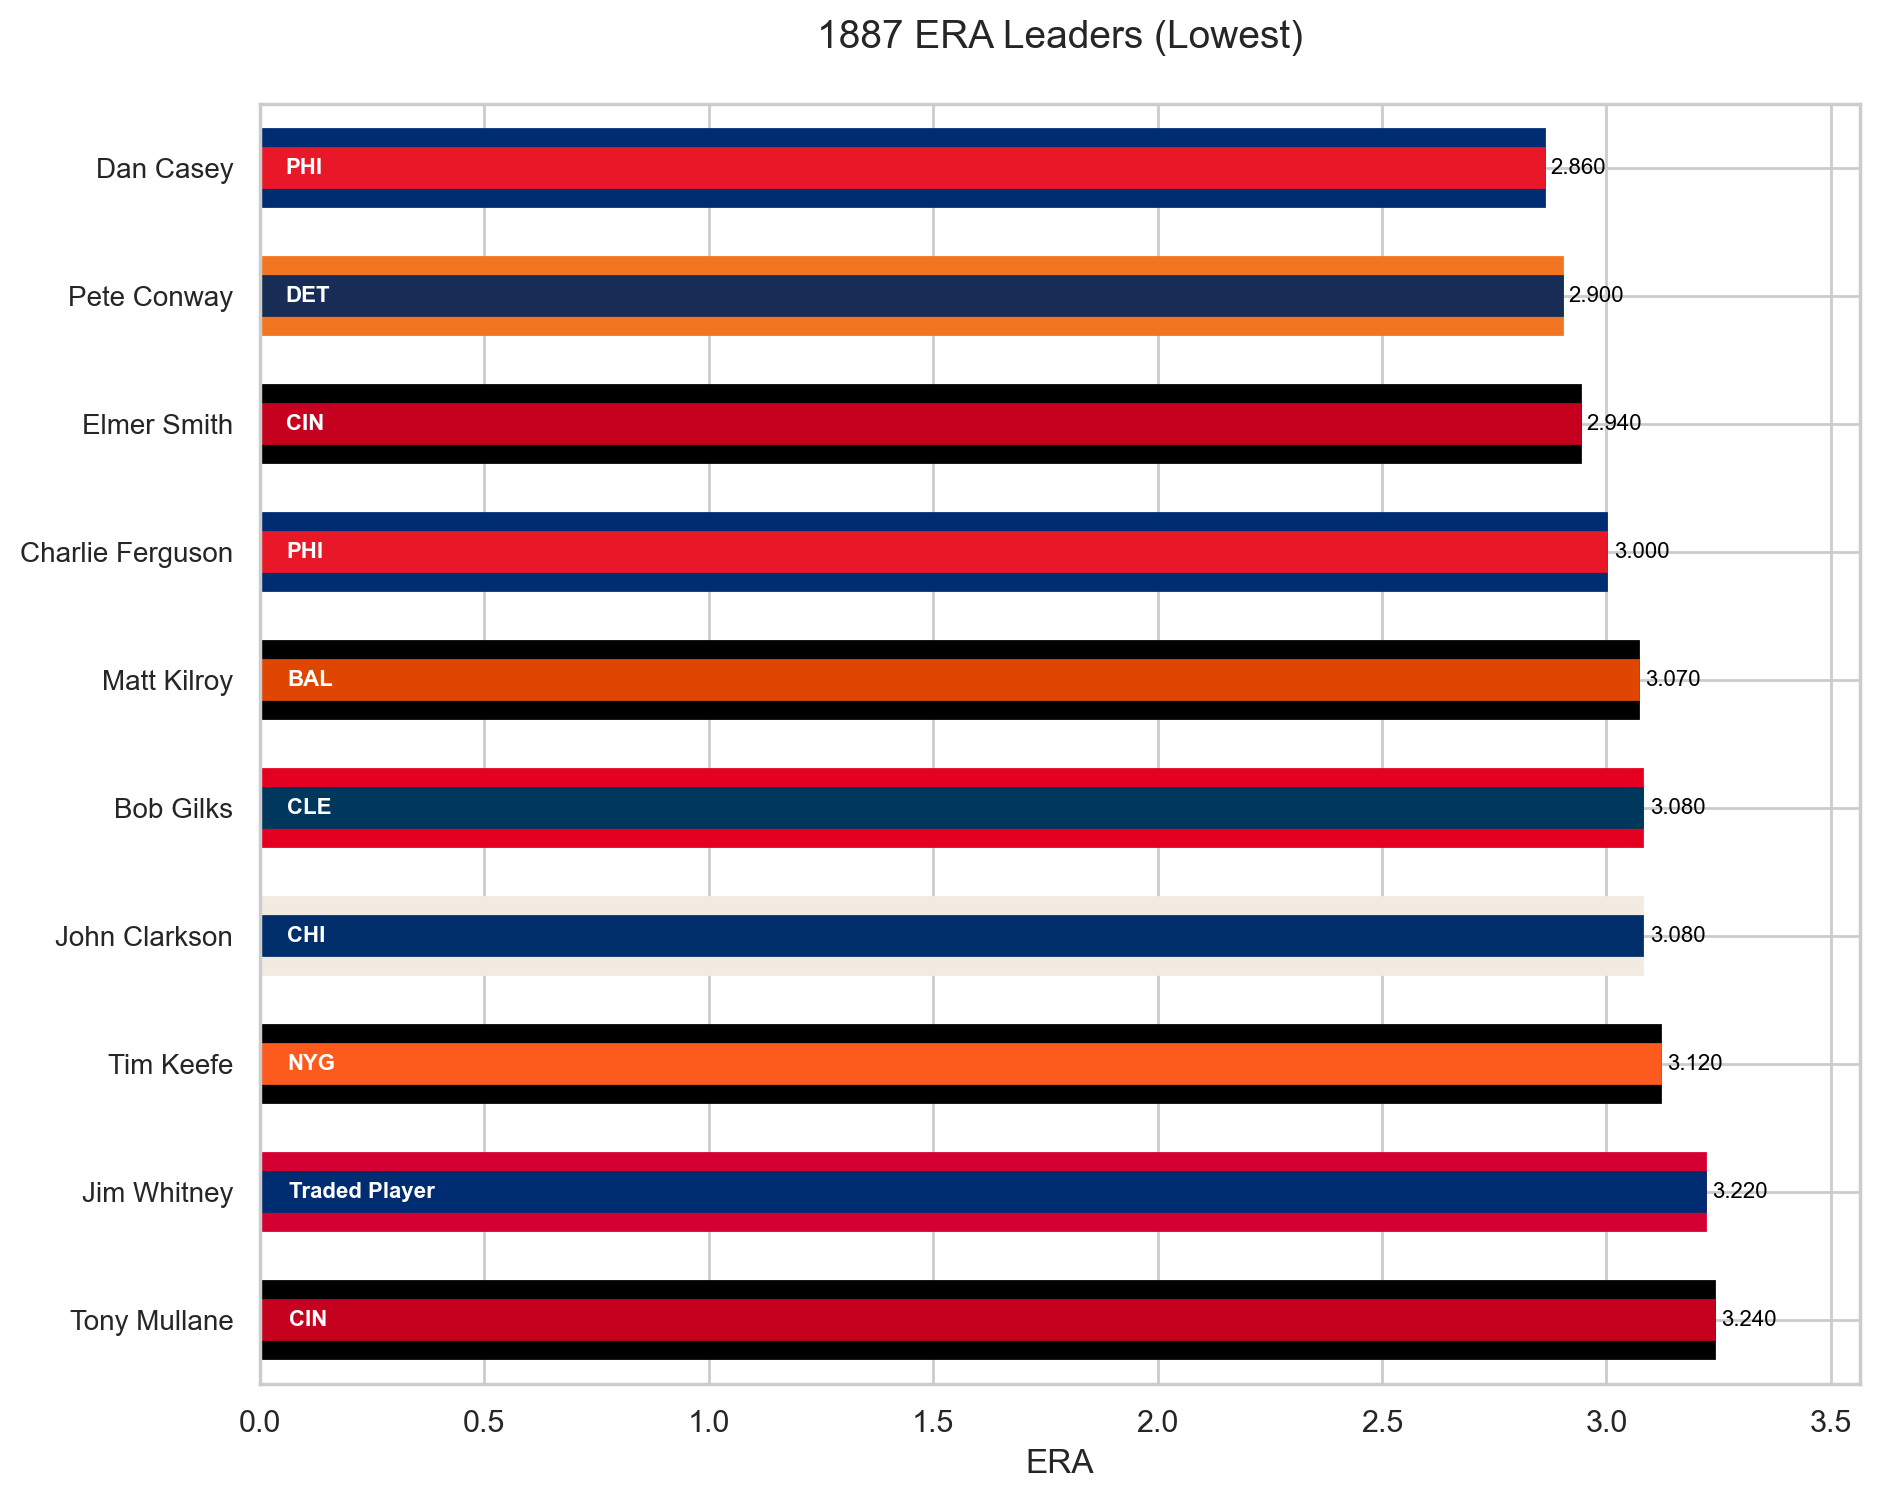 1887 ERA Leaders (Lowest)
Dan Casey PHI 2.860
Pete Conway DET 2.900
Elmer Smith CIN 2.940
Charlie Ferguson PHI 3.000
Matt Kilroy BAL 3.070
Bob Gilks CLE 3.080
John Clarkson CHI 3.080
Tim Keefe NYG 3.120
Jim Whitney Traded Player 3.220
Tony Mullane CIN 3.240
0.0 0.5 1.0 1.5 2.0 2.5 3.0 3.5
ERA